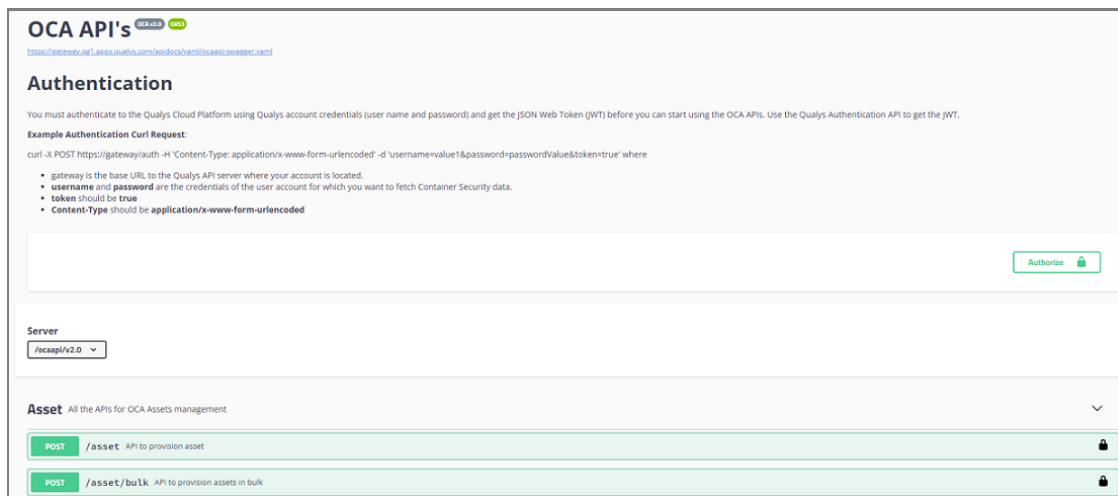 OCA API's OCA v2.0 OAS3
https://gateway.qg1.apps.qualys.com/apidocs/yaml/ocaapi-swagger.yaml
Authentication
You must authenticate to the Qualys Cloud Platform using Qualys account credentials (user name and password) and get the JSON Web Token (JWT) before you can start using the OCA APIs. Use the Qualys Authentication API to get the JWT.
Example Authentication Curl Request:
curl -X POST https://gateway/auth -H 'Content-Type: application/x-www-form-urlencoded' -d 'username=value1&password=passwordValue&token=true' where
• gateway is the base URL to the Qualys API server where your account is located.
• username and password are the credentials of the user account for which you want to fetch Container Security data.
• token should be true
• Content-Type should be application/x-www-form-urlencoded
Authorize
Server
/ocaapi/v2.0
Asset All the APIs for OCA Assets management
POST /asset API to provision asset
POST /asset/bulk API to provision assets in bulk